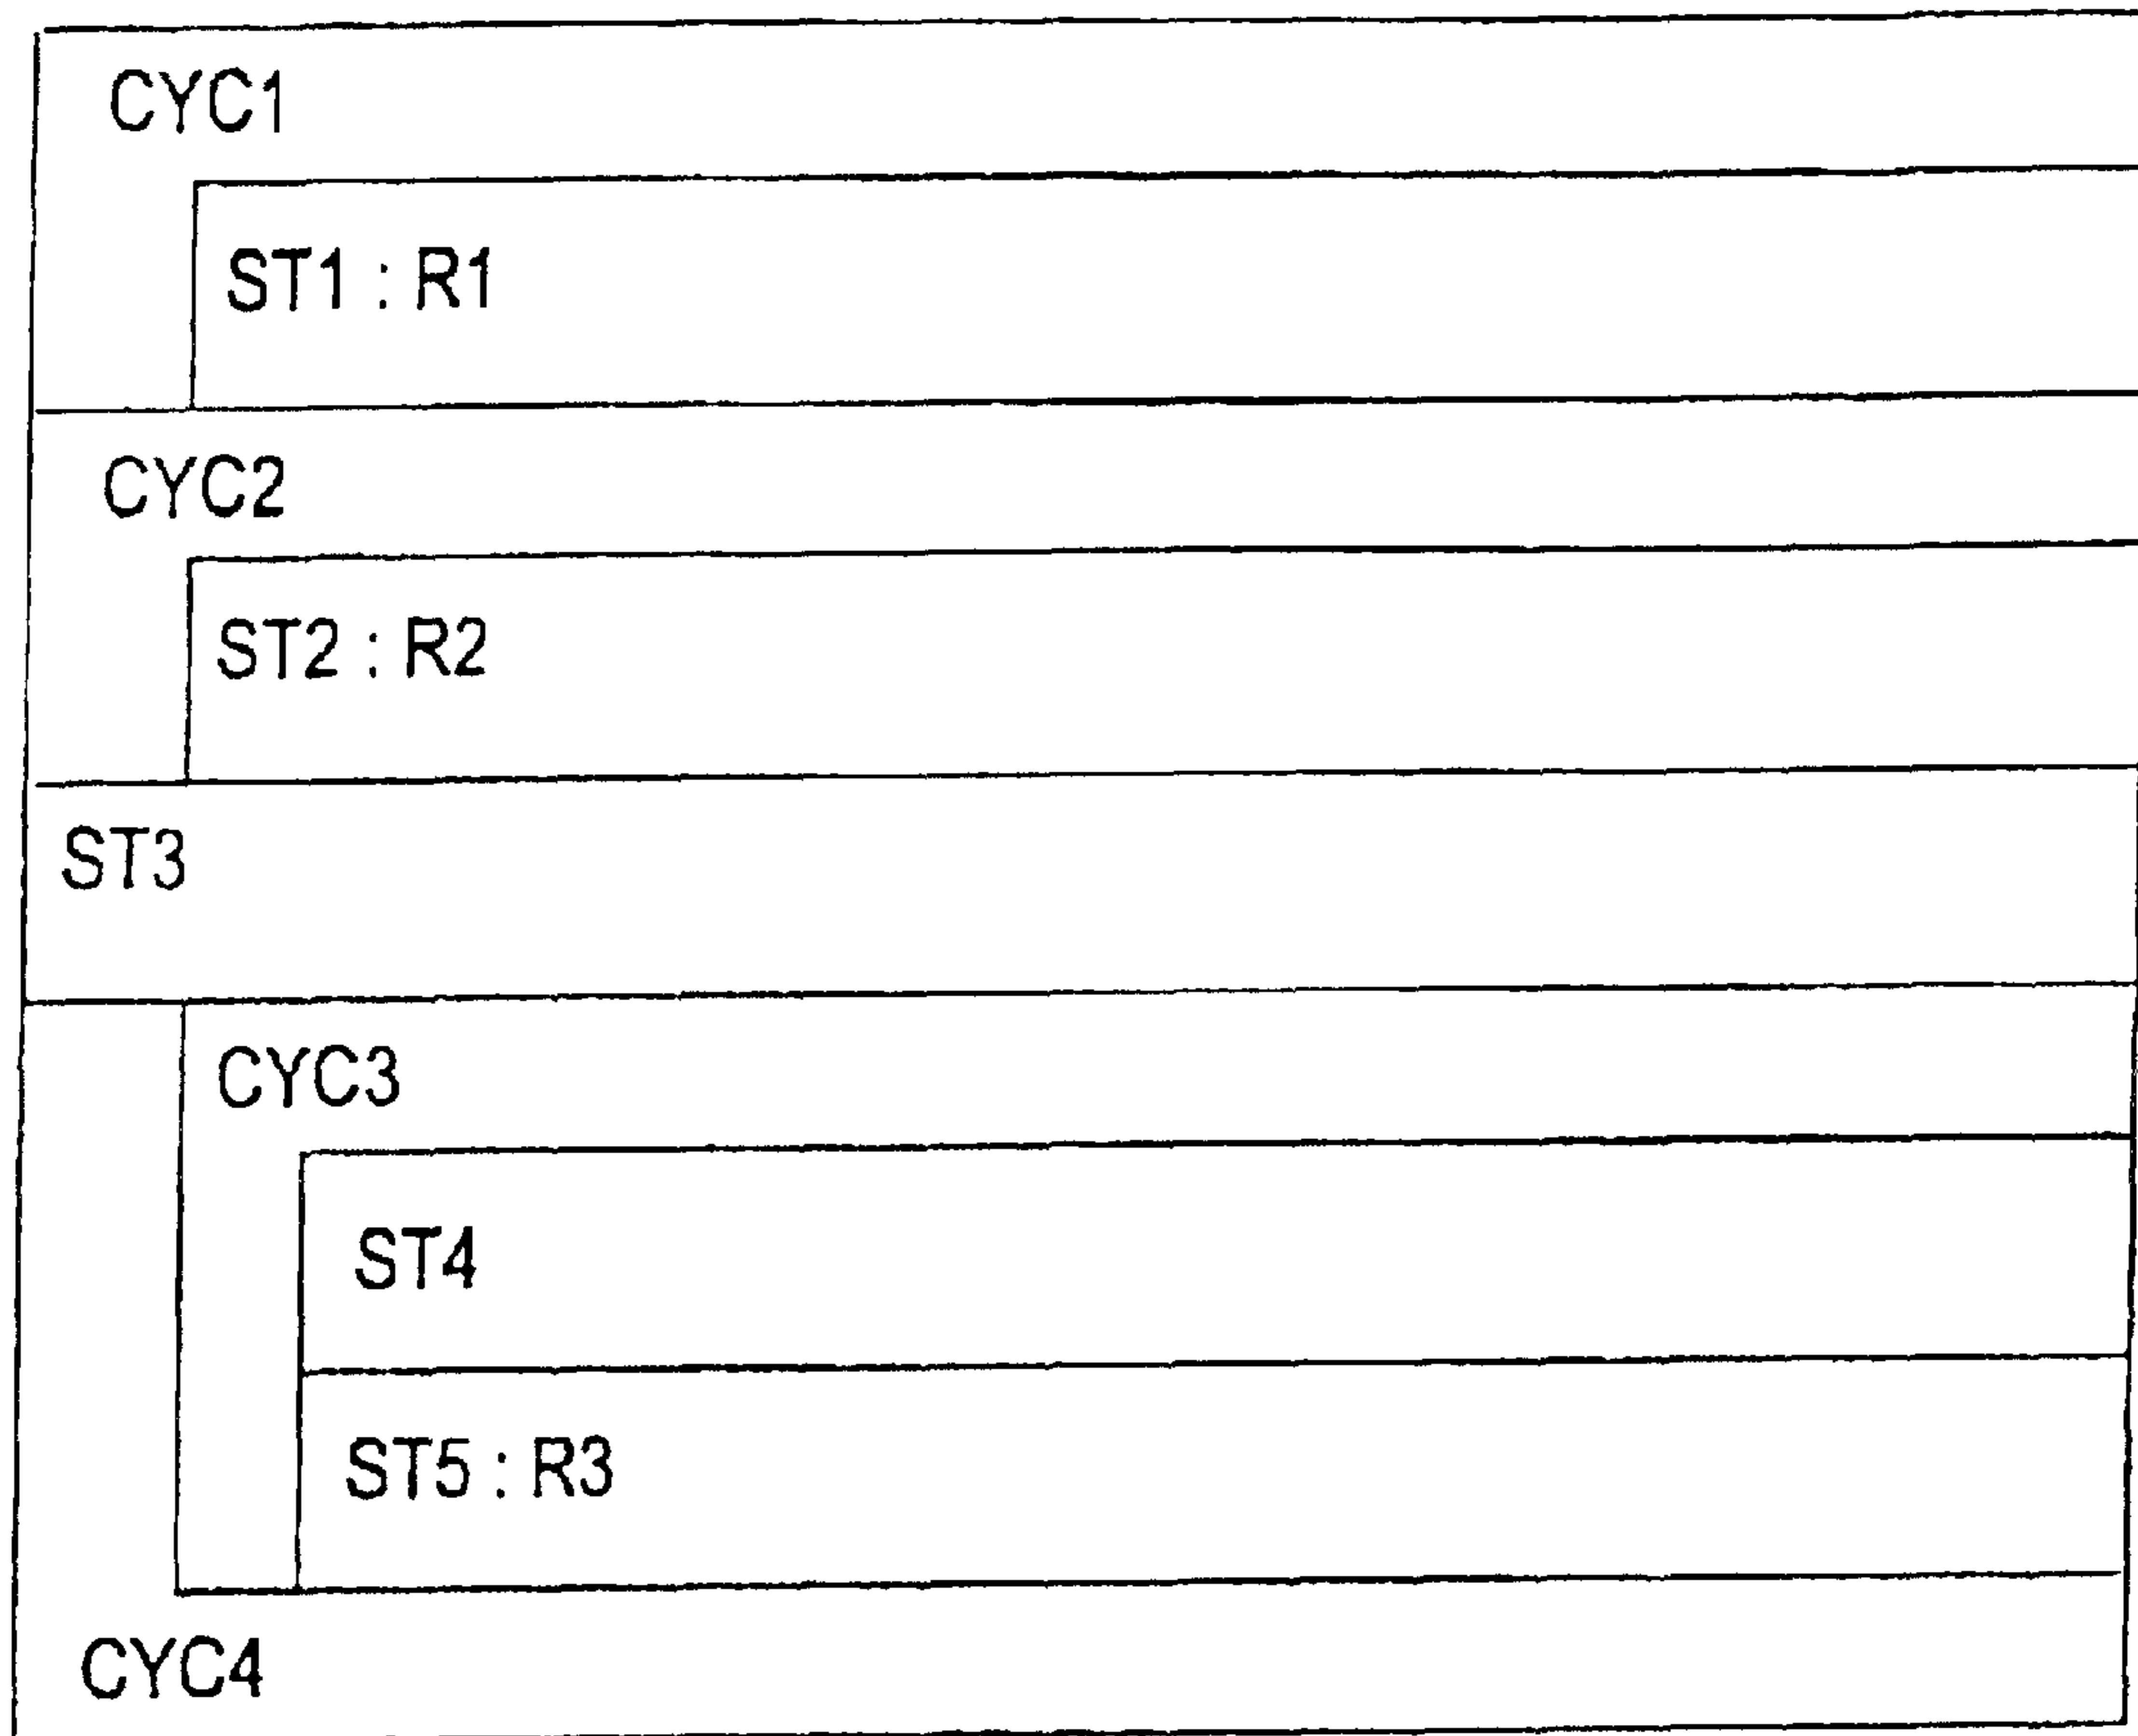 CYC1
ST1 : R1
CYC2
ST2 : R2
ST3
CYC3
ST4
ST5 : R3
CYC4